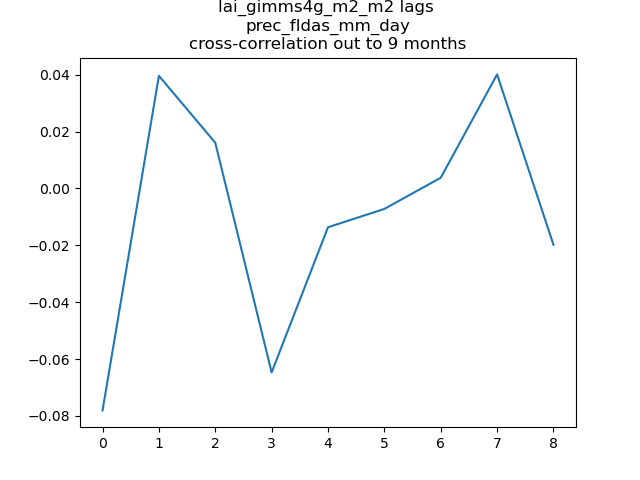 lai_gimms4g_m2_m2 lags
prec_fldas_mm_day
cross-correlation out to 9 months
0.04
0.02
0.00
−0.02
−0.04
−0.06
−0.08
0 1 2 3 4 5 6 7 8